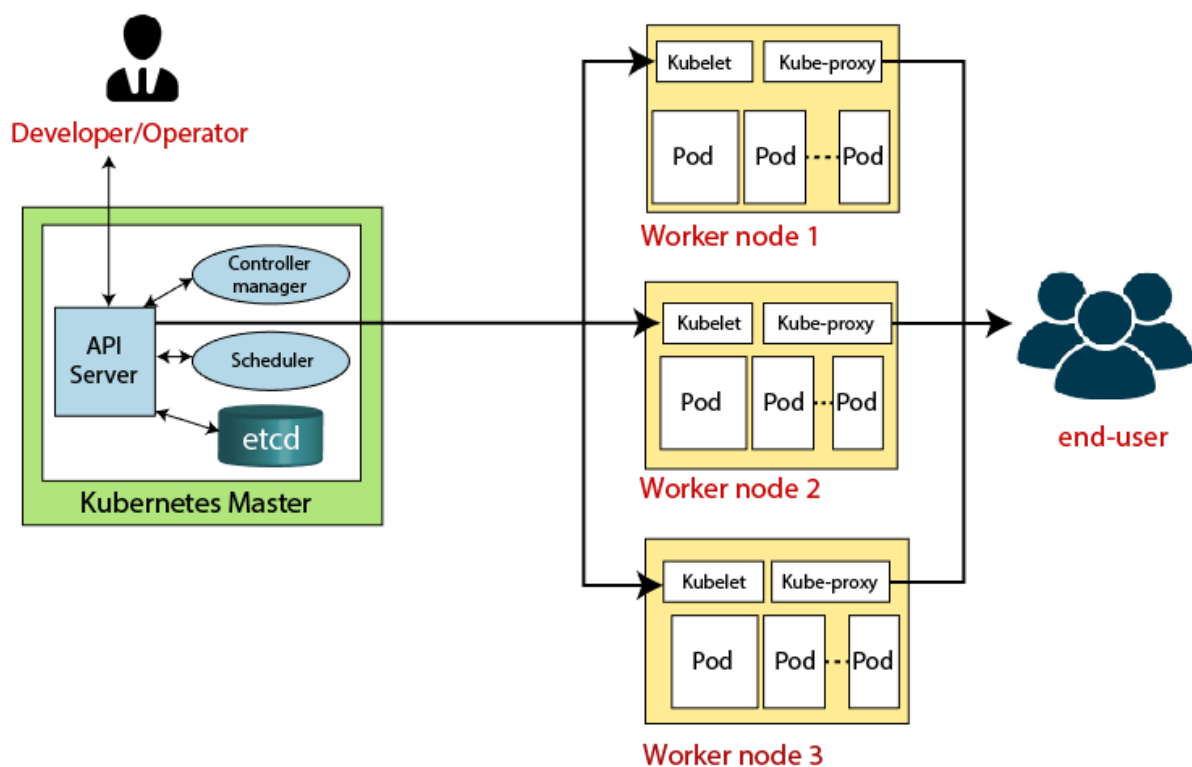 Developer/Operator
Controller
manager
API
Server
Scheduler
etcd
Kubernetes Master
Kubelet
Kube-proxy
Pod
Pod
Pod
Worker node 1
Kubelet
Kube-proxy
Pod
Pod
Pod
Worker node 2
Kubelet
Kube-proxy
Pod
Pod
Pod
Worker node 3
end-user